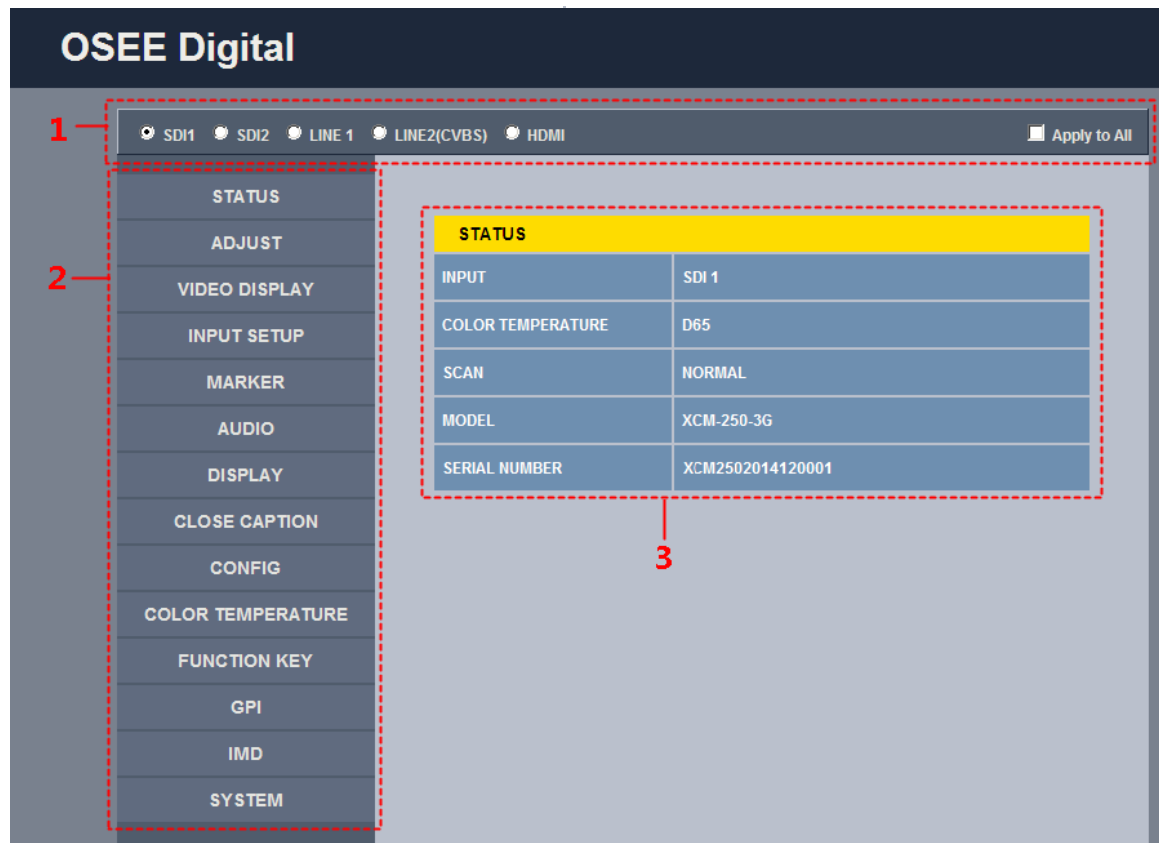 OSEE Digital
1
SDI1 SDI2 LINE 1 LINE2(CVBS) HDMI Apply to All
2
STATUS
ADJUST
VIDEO DISPLAY
INPUT SETUP
MARKER
AUDIO
DISPLAY
CLOSE CAPTION
CONFIG
COLOR TEMPERATURE
FUNCTION KEY
GPI
IMD
SYSTEM
STATUS
INPUT SDI 1
COLOR TEMPERATURE D65
SCAN NORMAL
MODEL XCM-250-3G
SERIAL NUMBER XCM2502014120001
3